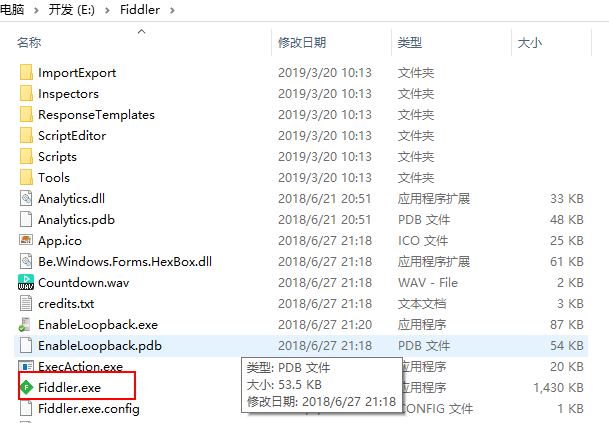 电脑 > 开发 (E:) > Fiddler >
名称 修改日期 类型 大小
ImportExport 2019/3/20 10:13 文件夹
Inspectors 2019/3/20 10:13 文件夹
ResponseTemplates 2019/3/20 10:13 文件夹
ScriptEditor 2019/3/20 10:13 文件夹
Scripts 2019/3/20 10:13 文件夹
Tools 2019/3/20 10:13 文件夹
Analytics.dll 2018/6/21 20:51 应用程序扩展 33 KB
Analytics.pdb 2018/6/21 20:51 PDB 文件 48 KB
App.ico 2018/6/27 21:18 ICO 文件 25 KB
Be.Windows.Forms.HexBox.dll 2018/6/27 21:18 应用程序扩展 61 KB
WAV Countdown.wav 2018/6/27 21:18 WAV - File 2 KB
credits.txt 2018/6/27 21:18 文本文档 3 KB
EnableLoopback.exe 2018/6/27 21:20 应用程序 87 KB
EnableLoopback.pdb 2018/6/27 21:18 PDB 文件 54 KB
ExecAction.exe 类型: PDB 文件 应用程序 20 KB
F Fiddler.exe 大小: 53.5 KB 应用程序 1,430 KB
Fiddler.exe.config 修改日期: 2018/6/27 21:18 CONFIG 文件 1 KB